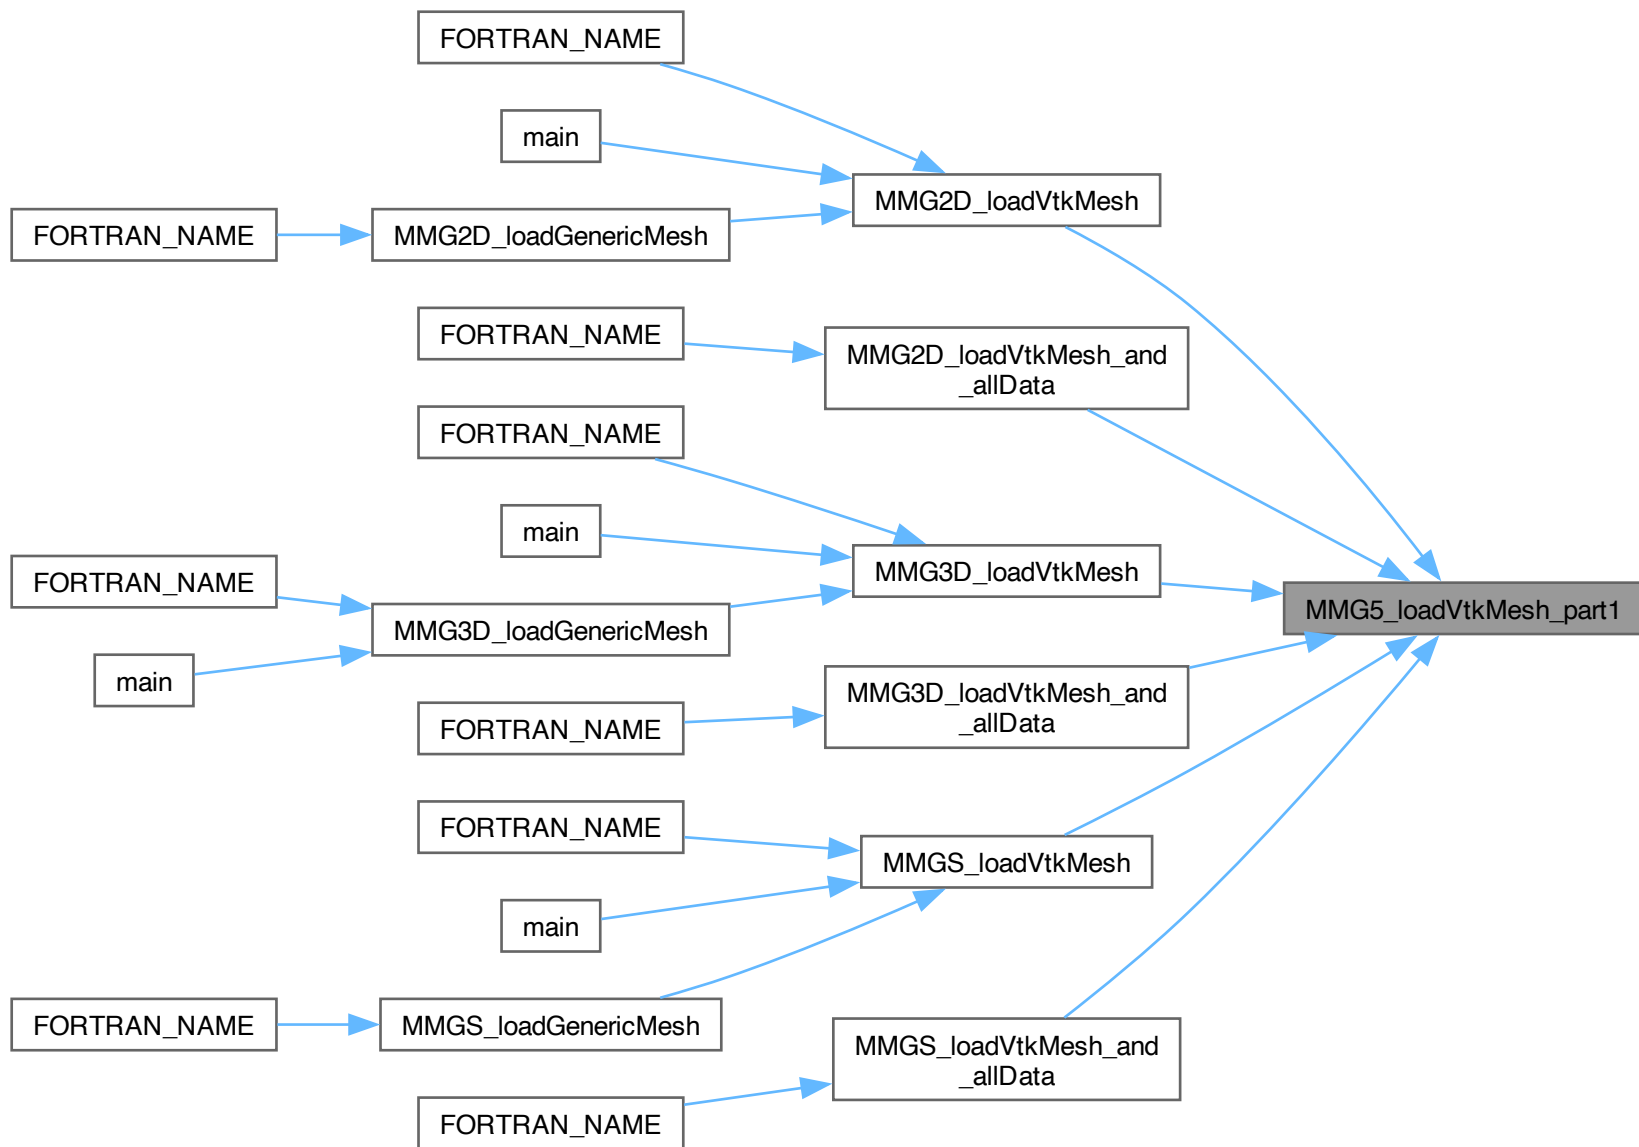 FORTRAN_NAME
main
MMG2D_loadVtkMesh
FORTRAN_NAME
MMG2D_loadGenericMesh
FORTRAN_NAME
MMG2D_loadVtkMesh_and
_allData
FORTRAN_NAME
main
MMG3D_loadVtkMesh
FORTRAN_NAME
MMG5_loadVtkMesh_part1
MMG3D_loadGenericMesh
main
MMG3D_loadVtkMesh_and
_allData
FORTRAN_NAME
FORTRAN_NAME
MMGS_loadVtkMesh
main
FORTRAN_NAME
MMGS_loadGenericMesh
MMGS_loadVtkMesh_and
_allData
FORTRAN_NAME